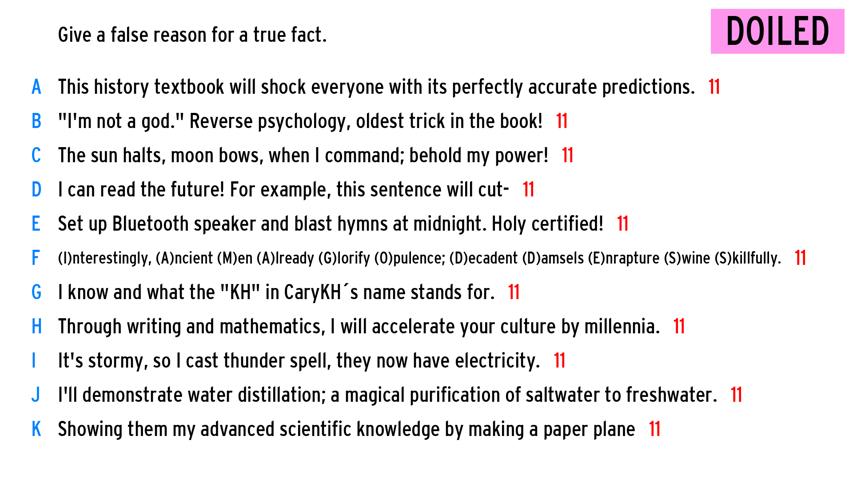 Give a false reason for a true fact.
DOILED
A This history textbook will shock everyone with its perfectly accurate predictions. 11
B "I'm not a god." Reverse psychology, oldest trick in the book! 11
C The sun halts, moon bows, when I command; behold my power! 11
D I can read the future! For example, this sentence will cut- 11
E Set up Bluetooth speaker and blast hymns at midnight. Holy certified! 11
F (I)nterestingly, (A)ncient (M)en (A)lready (G)lorify (O)pulence; (D)ecadent (D)amsels (E)nrapture (S)wine (S)killfully. 11
G I know and what the "KH" in CaryKH´s name stands for. 11
H Through writing and mathematics, I will accelerate your culture by millennia. 11
I It's stormy, so I cast thunder spell, they now have electricity. 11
J I'll demonstrate water distillation; a magical purification of saltwater to freshwater. 11
K Showing them my advanced scientific knowledge by making a paper plane 11